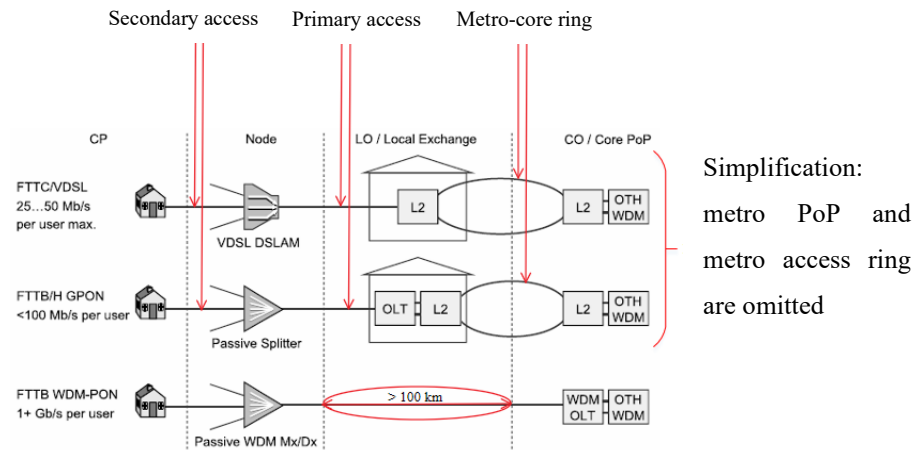 Secondary access
Primary access
Metro-core ring
CP
Node
LO / Local Exchange
CO / Core PoP
FTTC/VDSL
25...50 Mb/s
per user max.
VDSL DSLAM
L2
L2
OTH
WDM
FTTB/H GPON
<100 Mb/s per user
Passive Splitter
OLT
L2
L2
OTH
WDM
FTTB WDM-PON
1+ Gb/s per user
Passive WDM Mx/Dx
> 100 km
WDM
OLT
OTH
WDM
Simplification:
metro PoP and
metro access ring
are omitted